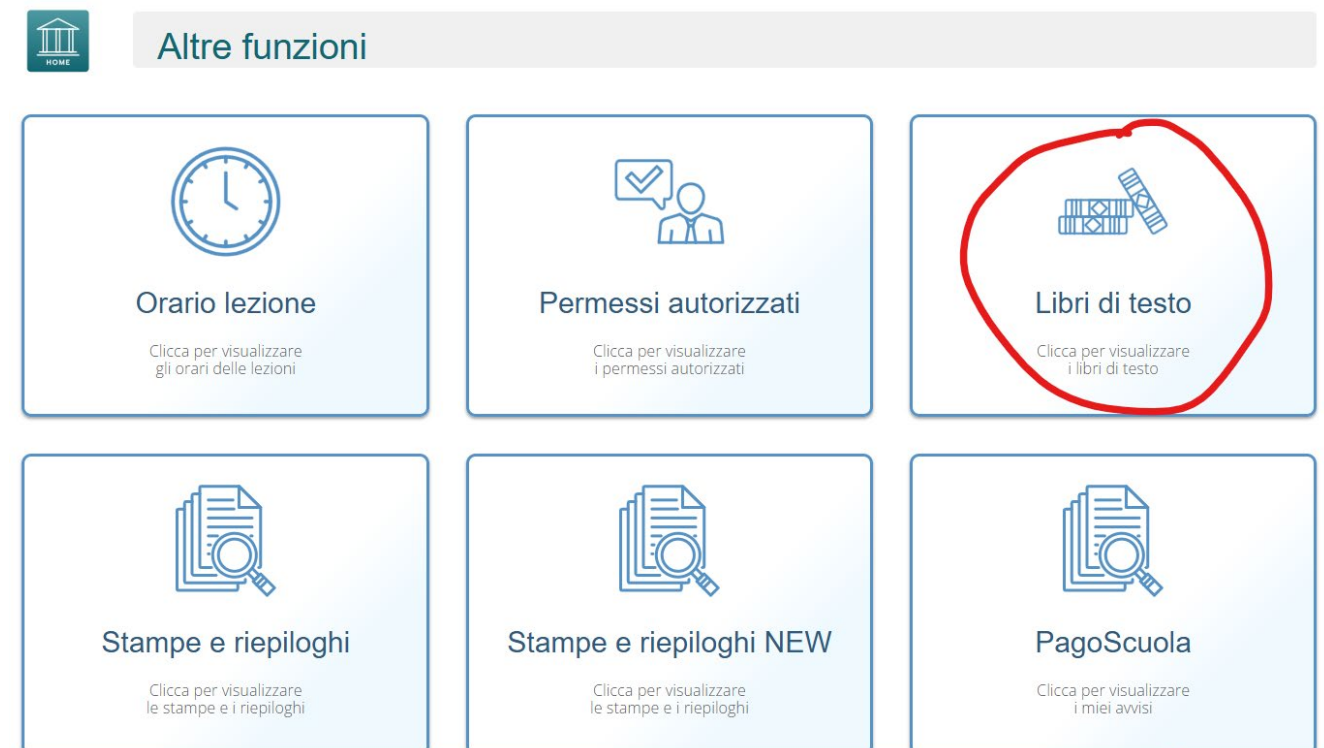 HOME
Altre funzioni
Orario lezione
Clicca per visualizzare
gli orari delle lezioni
Permessi autorizzati
Clicca per visualizzare
i permessi autorizzati
Libri di testo
Clicca per visualizzare
i libri di testo
Stampe e riepiloghi
Clicca per visualizzare
le stampe e i riepiloghi
Stampe e riepiloghi NEW
Clicca per visualizzare
le stampe e i riepiloghi
PagoScuola
Clicca per visualizzare
i miei avvisi